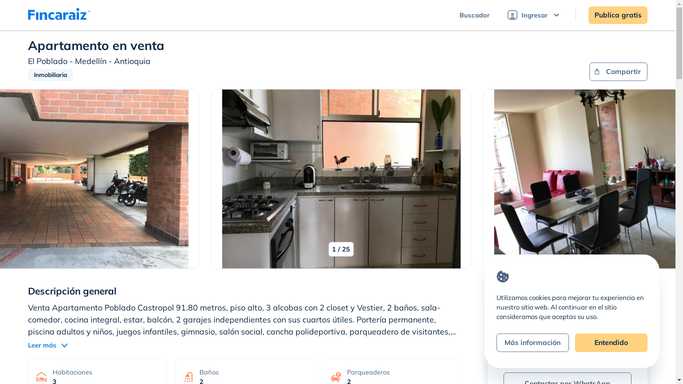 Fincaraiz
Buscador
Ingresar
Publica gratis
Apartamento en venta
El Poblado - Medellín - Antioquia
Inmobiliaria
Compartir
1 / 25
Descripción general
Venta Apartamento Poblado Castropol 91.80 metros, piso alto, 3 alcobas con 2 closet y Vestier, 2 baños, sala-
comedor, cocina integral, estar, balcón, 2 garajes independientes con sus cuartos útiles. Portería permanente,
piscina adultos y niños, juegos infantiles, gimnasio, salón social, cancha polideportiva, parqueadero de visitantes,...
Leer más
Habitaciones
3
Baños
2
Parqueaderos
2
Utilizamos cookies para mejorar tu experiencia en
nuestro sitio web. Al continuar en el sitio
consideramos que aceptas su uso.
Más información
Entendido
Contactar por WhatsApp